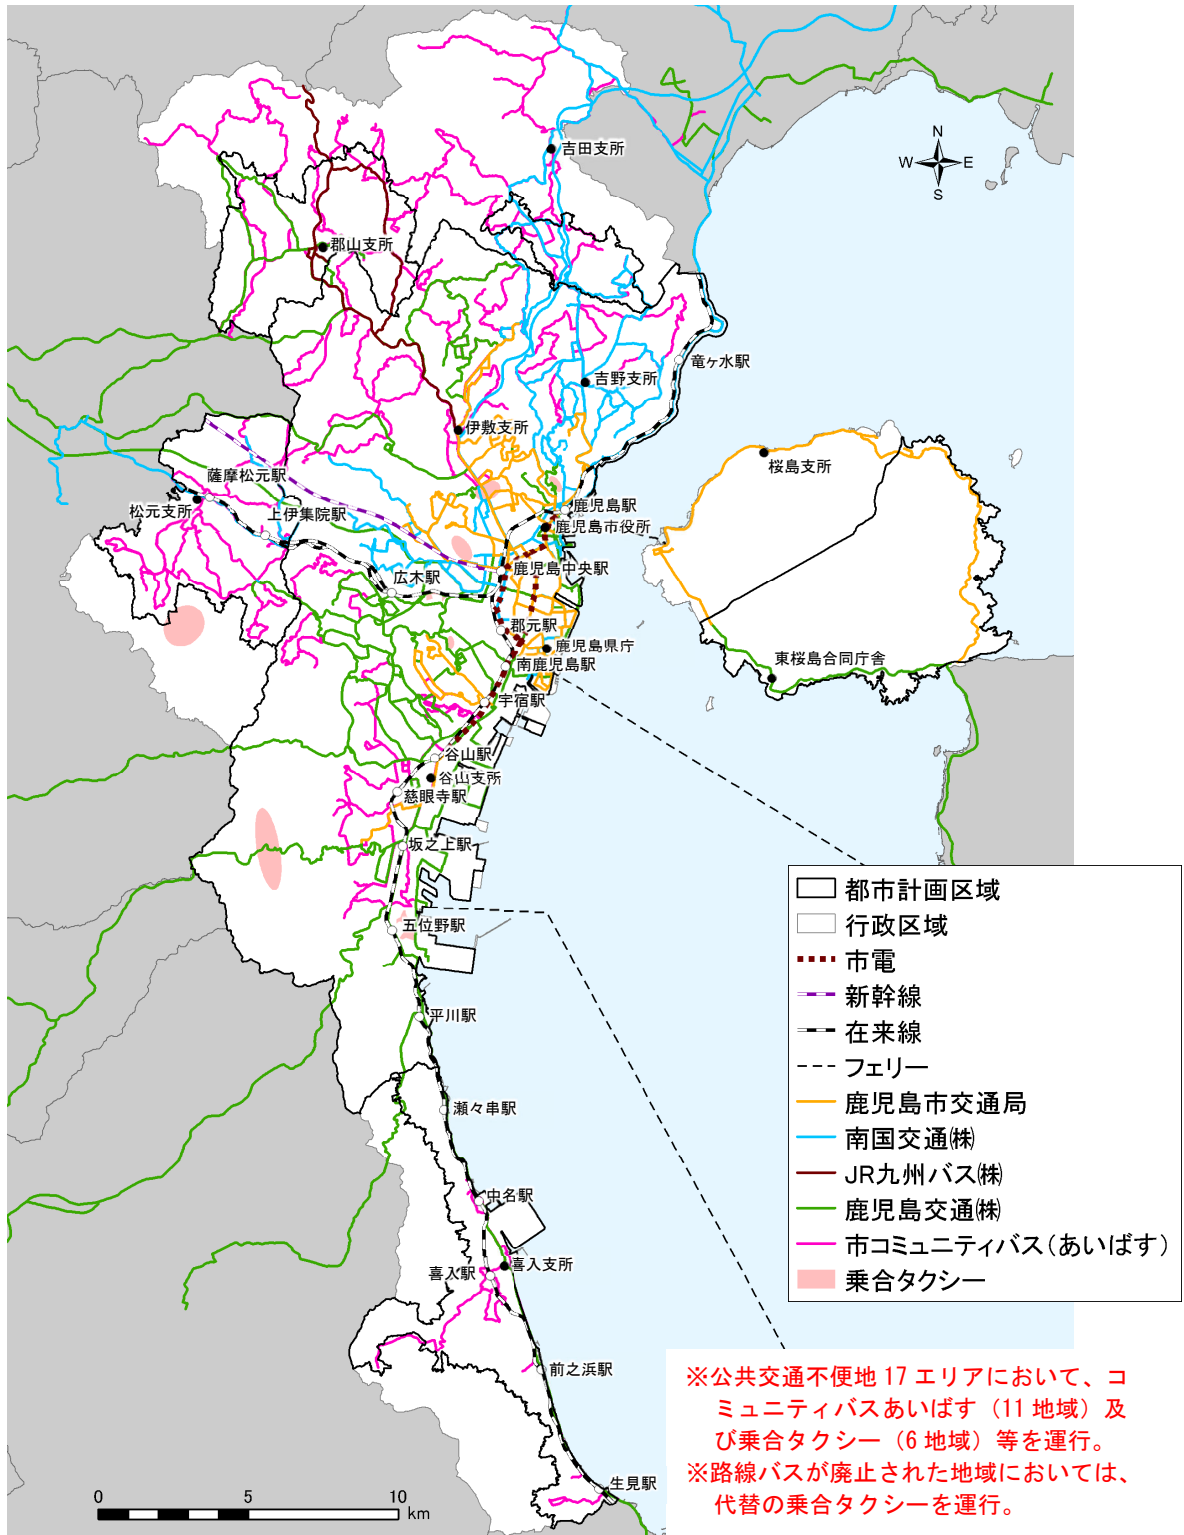 N
W E
S
吉田支所
郡山支所
竜ヶ水駅
吉野支所
伊敷支所
桜島支所
薩摩松元駅
松元支所
上伊集院駅
鹿児島駅
鹿児島市役所
鹿児島中央駅
広木駅
郡元駅
鹿児島県庁
南鹿児島駅
東桜島合同庁舎
宇宿駅
谷山駅
谷山支所
慈眼寺駅
坂之上駅
五位野駅
平川駅
瀬々串駅
中名駅
喜入支所
喜入駅
前之浜駅
生見駅
都市計画区域
行政区域
市電
新幹線
在来線
フェリー
鹿児島市交通局
南国交通㈱
JR九州バス㈱
鹿児島交通㈱
市コミュニティバス(あいばす)
乗合タクシー
※公共交通不便地 17 エリアにおいて、コ
ミュニティバスあいばす（11 地域）及
び乗合タクシー（6 地域）等を運行。
※路線バスが廃止された地域においては、
代替の乗合タクシーを運行。
0 5 10
km